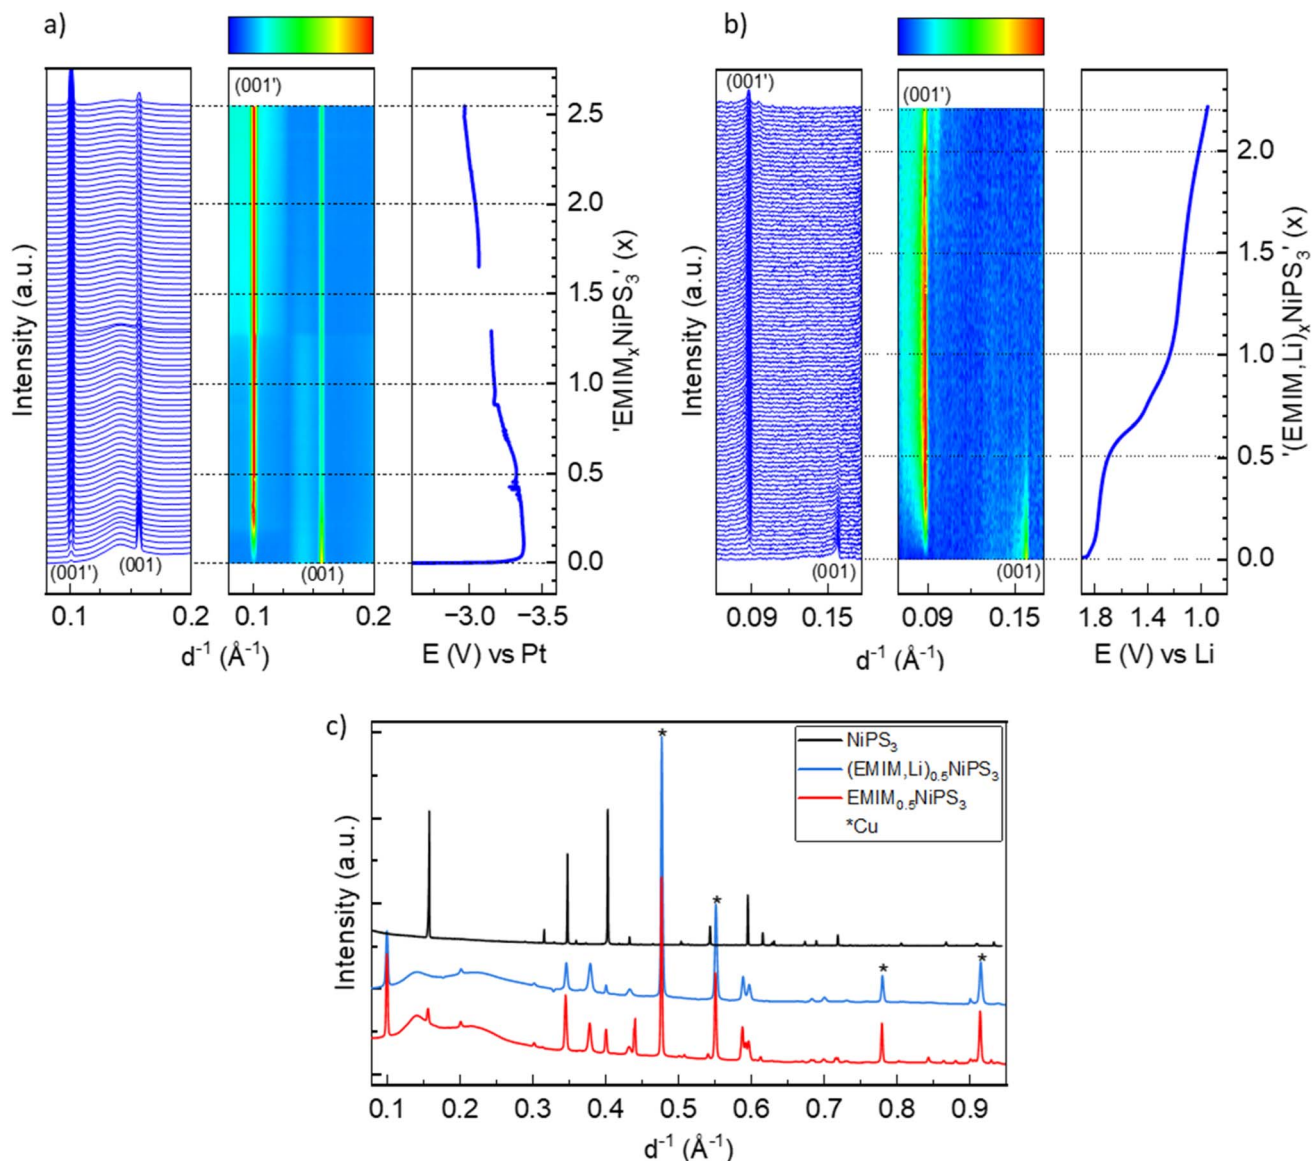 a)
(001')
Intensity (a.u.)
(001')
(001)
0.1
0.2
d⁻¹ (Å⁻¹)
(001)
0.1
0.2
−3.0
−3.5
E (V) vs Pt
2.5
2.0
1.5
1.0
0.5
0.0
'EMIMₓNiPS₃' (x)
b)
(001')
(001')
Intensity (a.u.)
(001)
0.09
0.15
d⁻¹ (Å⁻¹)
(001)
0.09
0.15
1.8
1.4
1.0
E (V) vs Li
2.0
1.5
1.0
0.5
0.0
'(EMIM,Li)ₓNiPS₃' (x)
c)
Intensity (a.u.)
NiPS₃
(EMIM,Li)₀.₅NiPS₃
EMIM₀.₅NiPS₃
*Cu
*
*
*
*
0.1
0.2
0.3
0.4
0.5
0.6
0.7
0.8
0.9
d⁻¹ (Å⁻¹)